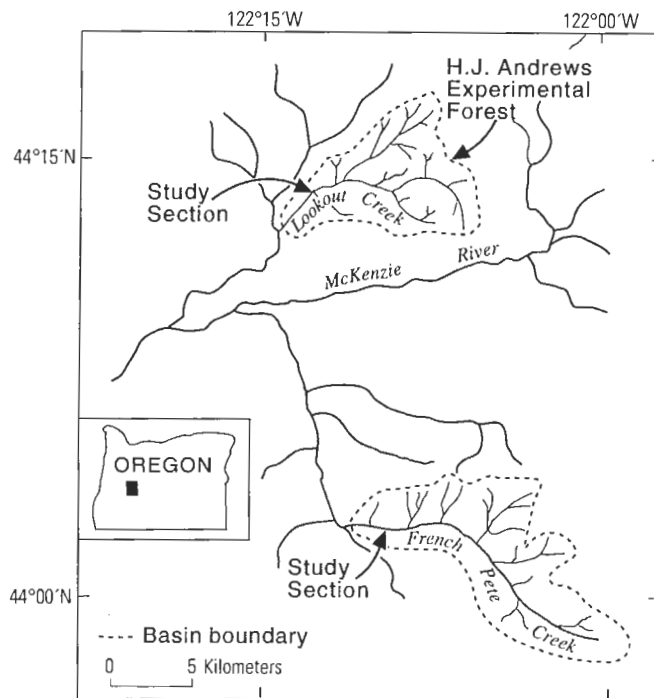 122°15´W
122°00´W
H.J. Andrews
Experimental
Forest
44°15´N
Study
Section
Lookout Creek
McKenzie River
OREGON
French Pete Creek
Study
Section
44°00´N
Basin boundary
0 5 Kilometers